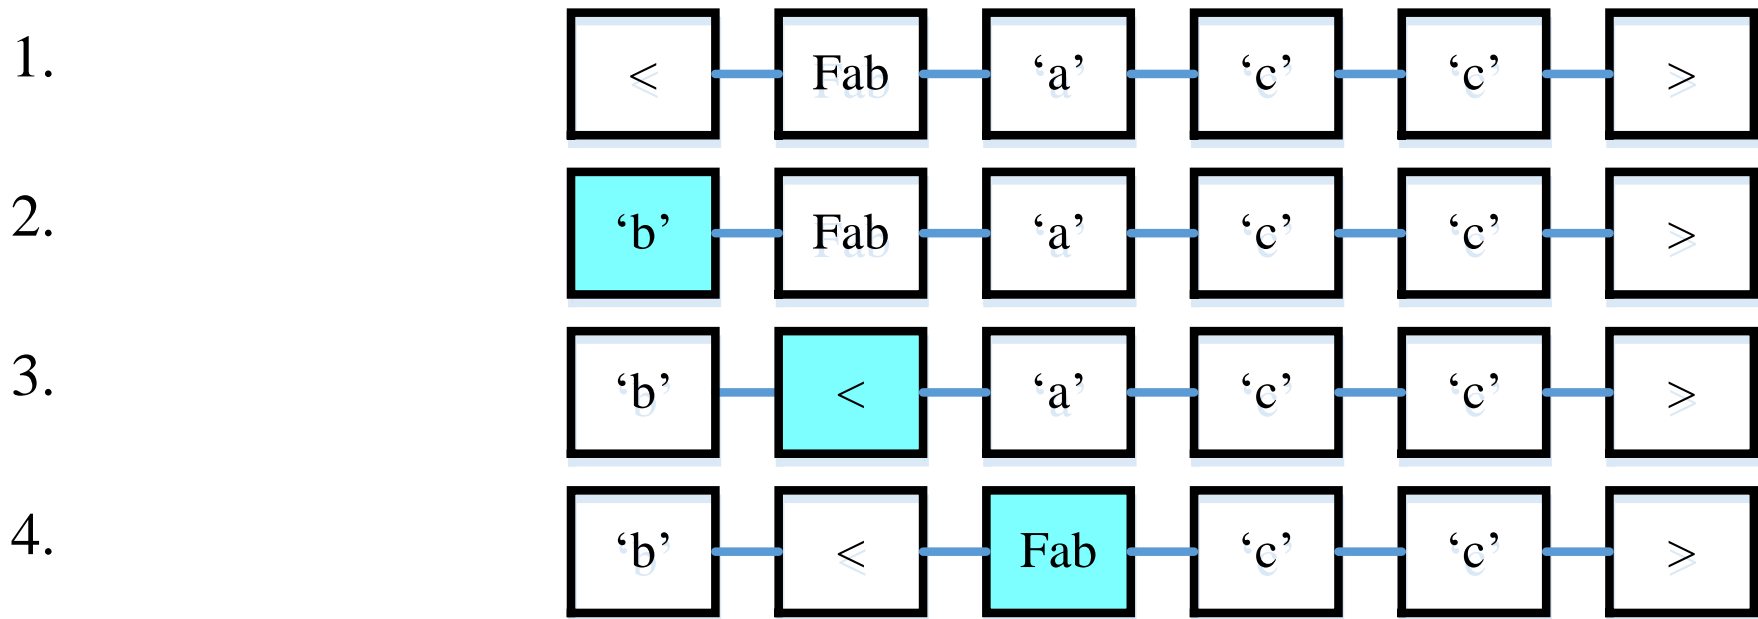 1. < Fab ‘a’ ‘c’ ‘c’ >
2. ‘b’ Fab ‘a’ ‘c’ ‘c’ >
3. ‘b’ < ‘a’ ‘c’ ‘c’ >
4. ‘b’ < Fab ‘c’ ‘c’ >